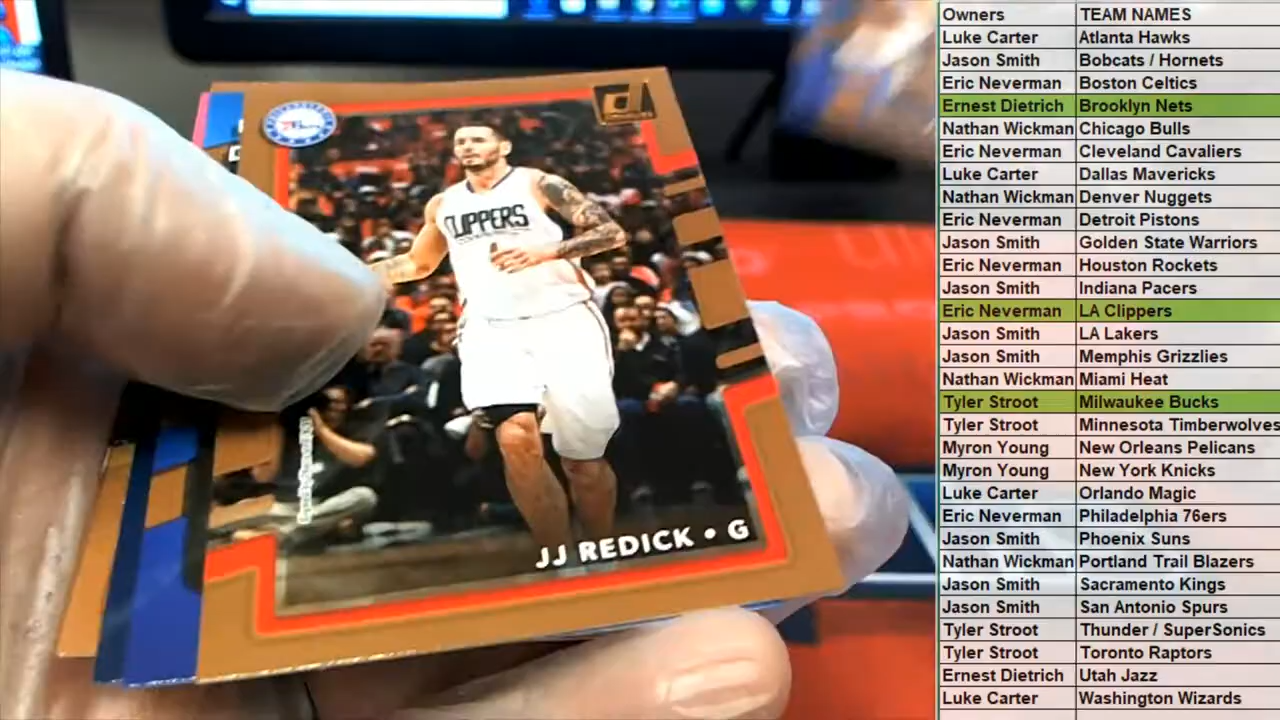 CLIPPERS
JJ REDICK • G
Owners TEAM NAMES
Luke Carter Atlanta Hawks
Jason Smith Bobcats / Hornets
Eric Neverman Boston Celtics
Ernest Dietrich Brooklyn Nets
Nathan Wickman Chicago Bulls
Eric Neverman Cleveland Cavaliers
Luke Carter Dallas Mavericks
Nathan Wickman Denver Nuggets
Eric Neverman Detroit Pistons
Jason Smith Golden State Warriors
Eric Neverman Houston Rockets
Jason Smith Indiana Pacers
Eric Neverman LA Clippers
Jason Smith LA Lakers
Jason Smith Memphis Grizzlies
Nathan Wickman Miami Heat
Tyler Stroot Milwaukee Bucks
Tyler Stroot Minnesota Timberwolves
Myron Young New Orleans Pelicans
Myron Young New York Knicks
Luke Carter Orlando Magic
Eric Neverman Philadelphia 76ers
Jason Smith Phoenix Suns
Nathan Wickman Portland Trail Blazers
Jason Smith Sacramento Kings
Jason Smith San Antonio Spurs
Tyler Stroot Thunder / SuperSonics
Tyler Stroot Toronto Raptors
Ernest Dietrich Utah Jazz
Luke Carter Washington Wizards